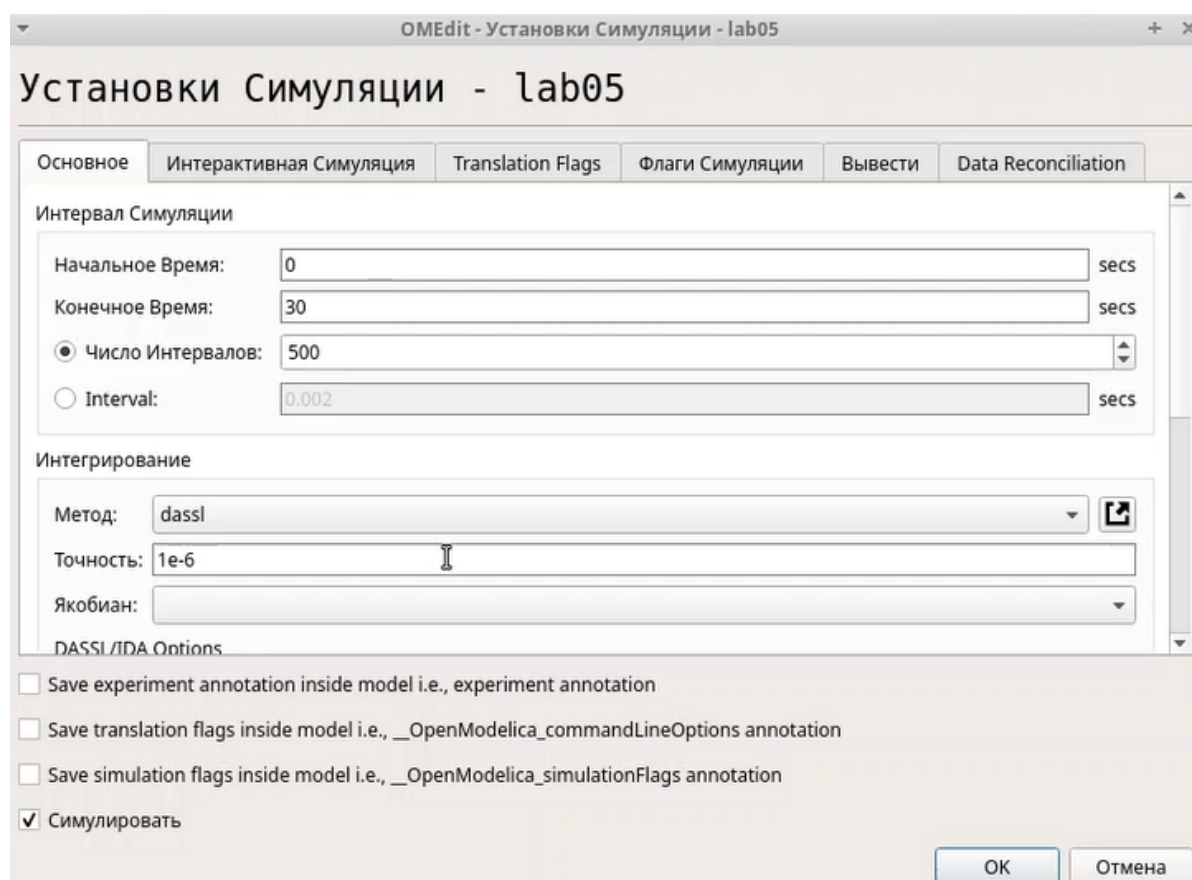 OMEdit - Установки Симуляции - lab05
Установки Симуляции - lab05
Основное Интерактивная Симуляция Translation Flags Флаги Симуляции Вывести Data Reconciliation
Интервал Симуляции
Начальное Время: 0 secs
Конечное Время: 30 secs
Число Интервалов: 500
Interval: 0.002 secs
Интегрирование
Метод: dassl
Точность: 1e-6
Якобиан:
DASSL/IDA Options
Save experiment annotation inside model i.e., experiment annotation
Save translation flags inside model i.e., __OpenModelica_commandLineOptions annotation
Save simulation flags inside model i.e., __OpenModelica_simulationFlags annotation
Симулировать
OK Отмена